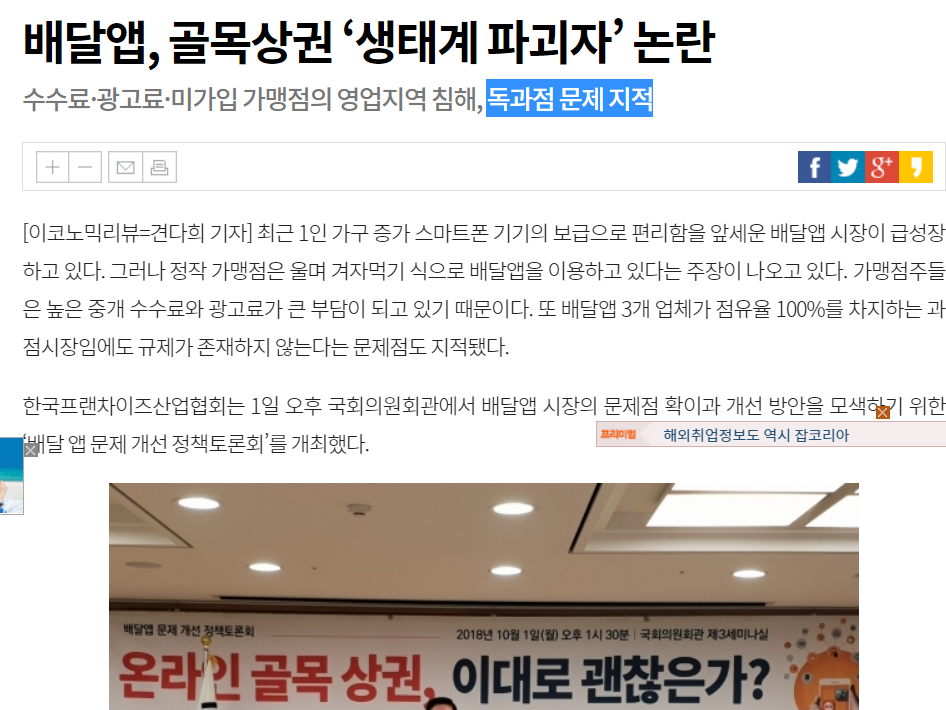 배달앱, 골목상권 ‘생태계 파괴자’ 논란
수수료·광고료·미가입 가맹점의 영업지역 침해, 독과점 문제 지적
[이코노믹리뷰=견다희 기자] 최근 1인 가구 증가 스마트폰 기기의 보급으로 편리함을 앞세운 배달앱 시장이 급성장
하고 있다. 그러나 정작 가맹점은 울며 겨자먹기 식으로 배달앱을 이용하고 있다는 주장이 나오고 있다. 가맹점주들
은 높은 중개 수수료와 광고료가 큰 부담이 되고 있기 때문이다. 또 배달앱 3개 업체가 점유율 100%를 차지하는 과
점시장임에도 규제가 존재하지 않는다는 문제점도 지적됐다.
한국프랜차이즈산업협회는 1일 오후 국회의원회관에서 배달앱 시장의 문제점 확이과 개선 방안을 모색하기 위한
‘배달 앱 문제 개선 정책토론회’를 개최했다.
프리미엄 해외취업정보도 역시 잡코리아
배달앱 문제 개선 정책토론회
2018년 10월 1일(월) 오후 1시 30분 | 국회의원회관 제3세미나실
온라인 골목 상권, 이대로 괜찮은가?